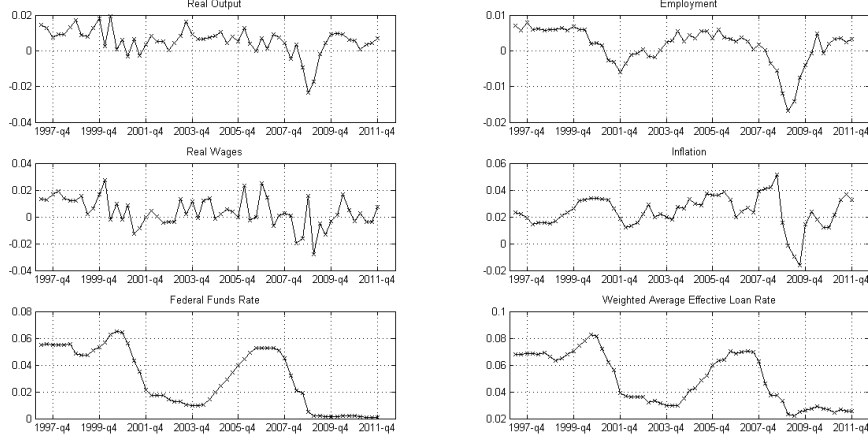 Real Output
0.02
0
-0.02
-0.04
1997-q4 1999-q4 2001-q4 2003-q4 2005-q4 2007-q4 2009-q4 2011-q4
Employment
0.01
0
-0.01
-0.02
1997-q4 1999-q4 2001-q4 2003-q4 2005-q4 2007-q4 2009-q4 2011-q4
Real Wages
0.04
0.02
0
-0.02
-0.04
1997-q4 1999-q4 2001-q4 2003-q4 2005-q4 2007-q4 2009-q4 2011-q4
Inflation
0.06
0.04
0.02
0
-0.02
1997-q4 1999-q4 2001-q4 2003-q4 2005-q4 2007-q4 2009-q4 2011-q4
Federal Funds Rate
0.08
0.06
0.04
0.02
0
1997-q4 1999-q4 2001-q4 2003-q4 2005-q4 2007-q4 2009-q4 2011-q4
Weighted Average Effective Loan Rate
0.1
0.08
0.06
0.04
0.02
1997-q4 1999-q4 2001-q4 2003-q4 2005-q4 2007-q4 2009-q4 2011-q4